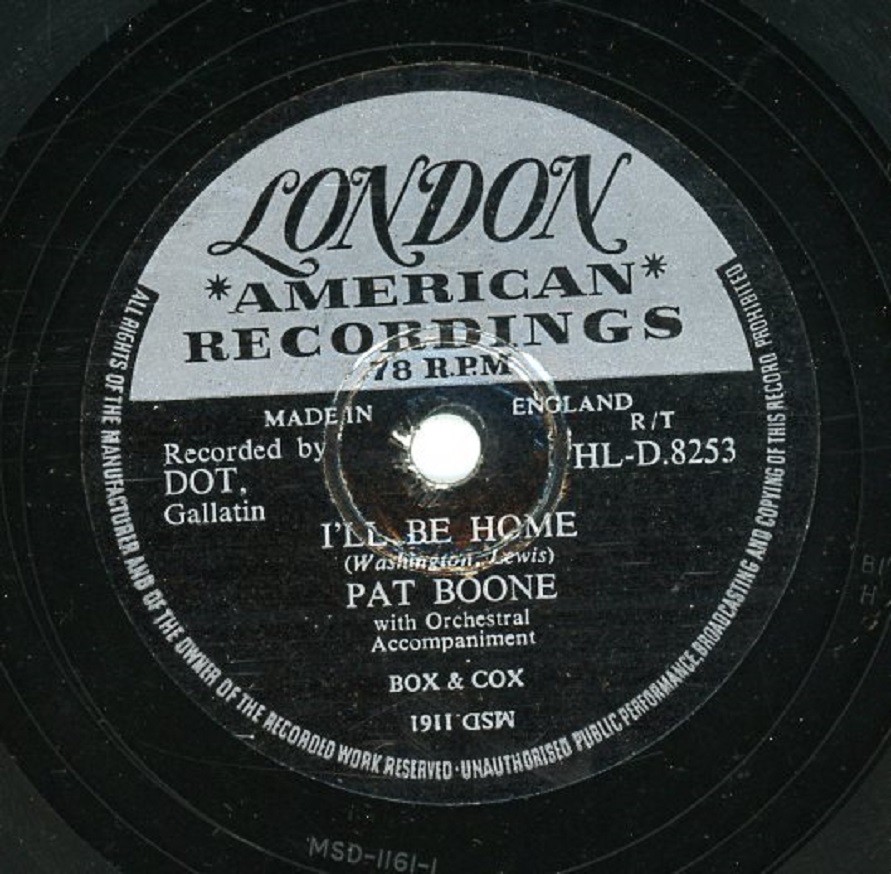 LONDON
*AMERICAN*
RECORDINGS
78 R.P.M
MADE IN ENGLAND
R/T
Recorded by
DOT,
Gallatin
HL-D.8253
I'LL BE HOME
(Washington, Lewis)
PAT BOONE
with Orchestral
Accompaniment
BOX & COX
MSD.1161
ALL RIGHTS OF THE MANUFACTURER AND OF THE OWNER OF THE RECORDED WORK RESERVED·UNAUTHORISED PUBLIC PERFORMANCE,BROADCASTING AND COPYING OF THIS RECORD PROHIBITED
MSD-1161-1